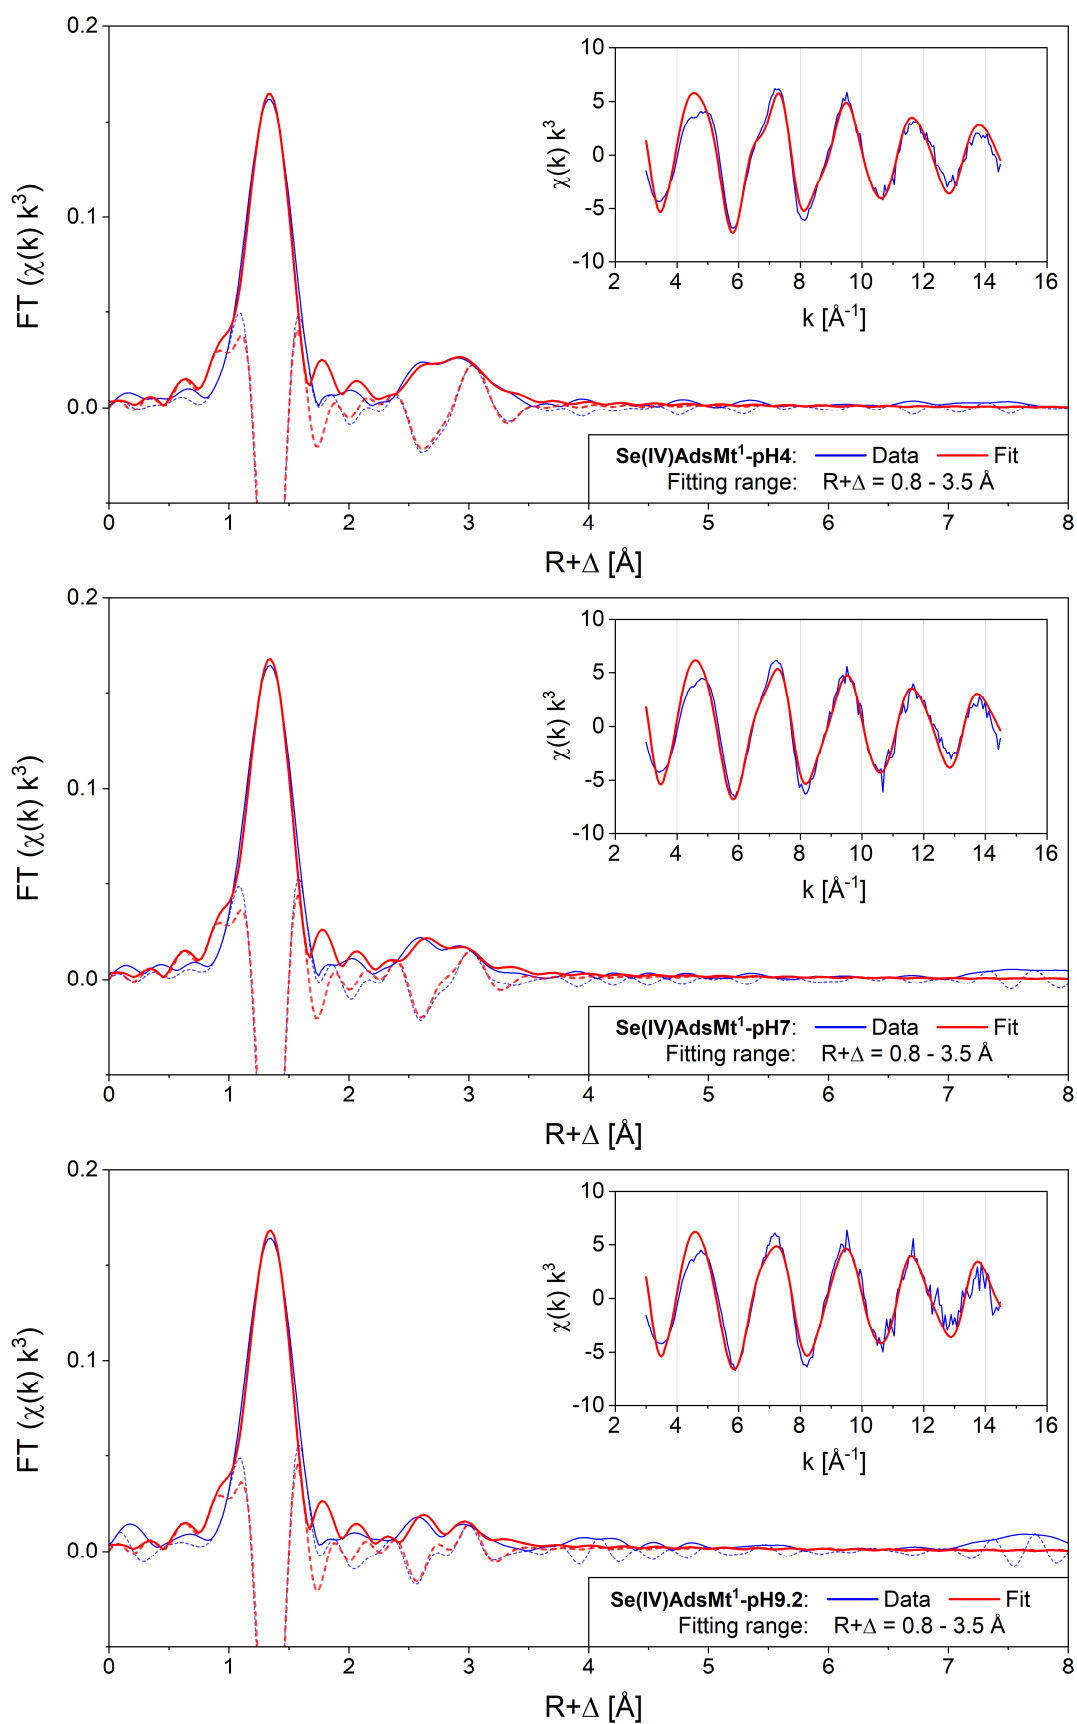 0.2
0.1
0.0
FT (χ(k) k³)
10
5
0
-5
-10
χ(k) k³
2 4 6 8 10 12 14 16
k [Å⁻¹]
Se(IV)AdsMt¹-pH4: Data Fit
Fitting range: R+Δ = 0.8 - 3.5 Å
0 1 2 3 4 5 6 7 8
R+Δ [Å]
0.2
0.1
0.0
FT (χ(k) k³)
10
5
0
-5
-10
χ(k) k³
2 4 6 8 10 12 14 16
k [Å⁻¹]
Se(IV)AdsMt¹-pH7: Data Fit
Fitting range: R+Δ = 0.8 - 3.5 Å
0 1 2 3 4 5 6 7 8
R+Δ [Å]
0.2
0.1
0.0
FT (χ(k) k³)
10
5
0
-5
-10
χ(k) k³
2 4 6 8 10 12 14 16
k [Å⁻¹]
Se(IV)AdsMt¹-pH9.2: Data Fit
Fitting range: R+Δ = 0.8 - 3.5 Å
0 1 2 3 4 5 6 7 8
R+Δ [Å]